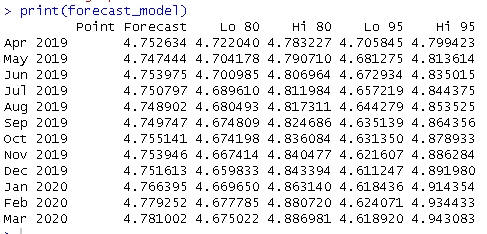 > print(forecast_model)
Point Forecast Lo 80 Hi 80 Lo 95 Hi 95
Apr 2019 4.752634 4.722040 4.783227 4.705845 4.799423
May 2019 4.747444 4.704178 4.790710 4.681275 4.813614
Jun 2019 4.753975 4.700985 4.806964 4.672934 4.835015
Jul 2019 4.750797 4.689610 4.811984 4.657219 4.844375
Aug 2019 4.748902 4.680493 4.817311 4.644279 4.853525
Sep 2019 4.749747 4.674809 4.824686 4.635139 4.864356
Oct 2019 4.755141 4.674198 4.836084 4.631350 4.878933
Nov 2019 4.753946 4.667414 4.840477 4.621607 4.886284
Dec 2019 4.751613 4.659833 4.843394 4.611247 4.891980
Jan 2020 4.766395 4.669650 4.863140 4.618436 4.914354
Feb 2020 4.779252 4.677785 4.880720 4.624071 4.934433
Mar 2020 4.781002 4.675022 4.886981 4.618920 4.943083
>